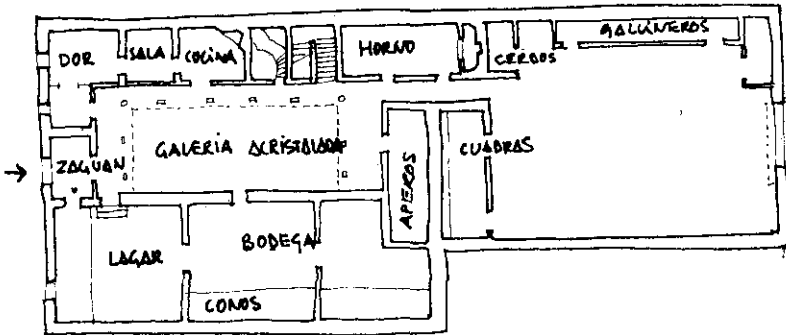 DOR
SALA
COCINA
HORNO
CERDOS
GALLINEROS
ZAGUAN
GALERIA ACRISTALADA
APEROS
CUADRAS
LAGAR
BODEGA
CONOS